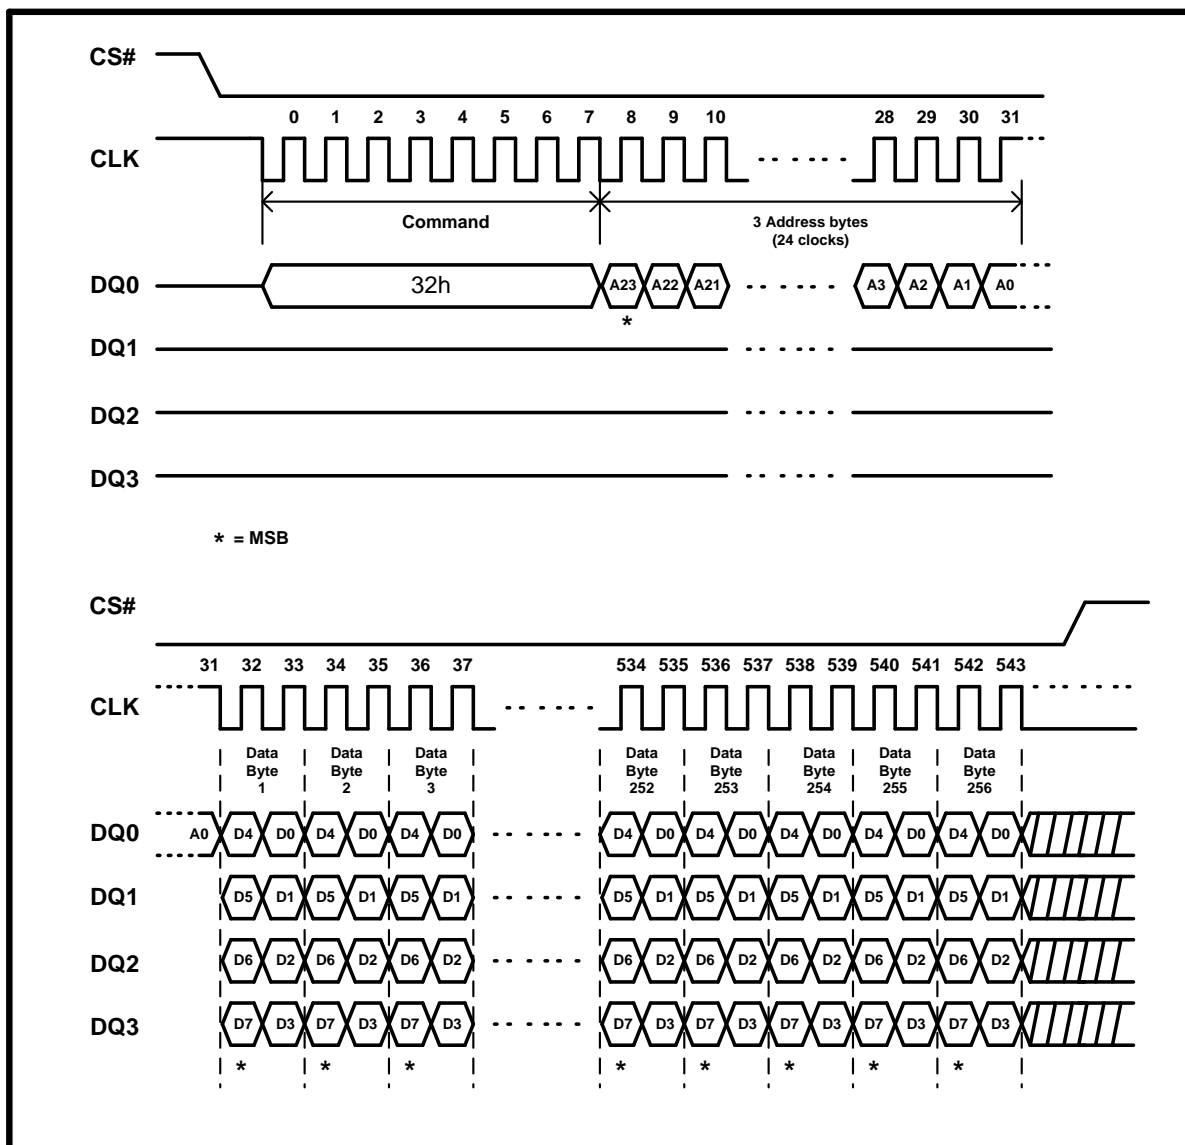 CS#
0 1 2 3 4 5 6 7 8 9 10 28 29 30 31
CLK
Command
3 Address bytes
(24 clocks)
DQ0 32h A23 A22 A21 A3 A2 A1 A0
*
DQ1
DQ2
DQ3
* = MSB
CS#
31 32 33 34 35 36 37 534 535 536 537 538 539 540 541 542 543
CLK
Data Data Data Data Data Data Data Data
Byte Byte Byte Byte Byte Byte Byte Byte
1 2 3 252 253 254 255 256
DQ0 A0 D4 D0 D4 D0 D4 D0 D4 D0 D4 D0 D4 D0 D4 D0 D4 D0
DQ1 D5 D1 D5 D1 D5 D1 D5 D1 D5 D1 D5 D1 D5 D1 D5 D1
DQ2 D6 D2 D6 D2 D6 D2 D6 D2 D6 D2 D6 D2 D6 D2 D6 D2
DQ3 D7 D3 D7 D3 D7 D3 D7 D3 D7 D3 D7 D3 D7 D3 D7 D3
* * * * * * * *